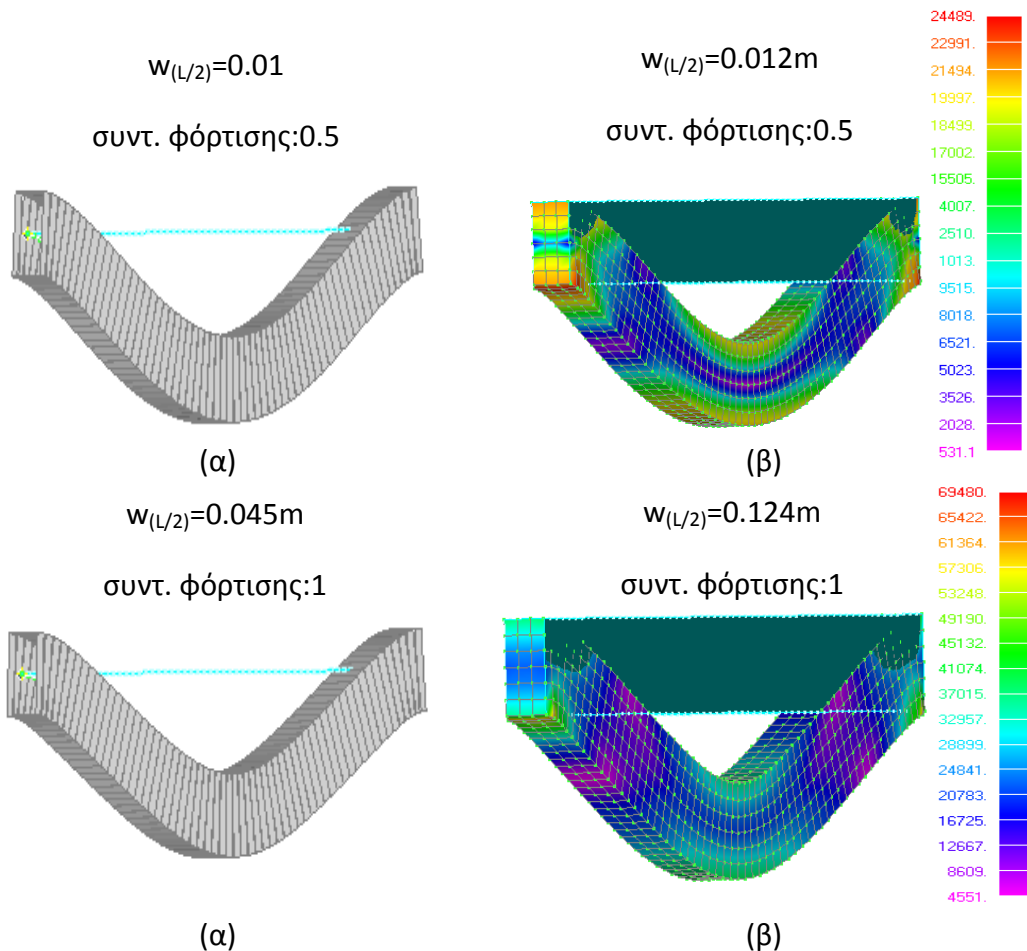 w(L/2)=0.01
συντ. φόρτισης:0.5
(α)
w(L/2)=0.012m
συντ. φόρτισης:0.5
(β)
24489.
22991.
21494.
19997.
18499.
17002.
15505.
4007.
2510.
1013.
9515.
8018.
6521.
5023.
3526.
2028.
531.1
w(L/2)=0.045m
συντ. φόρτισης:1
(α)
w(L/2)=0.124m
συντ. φόρτισης:1
(β)
69480.
65422.
61364.
57306.
53248.
49190.
45132.
41074.
37015.
32957.
28899.
24841.
20783.
16725.
12667.
8609.
4551.